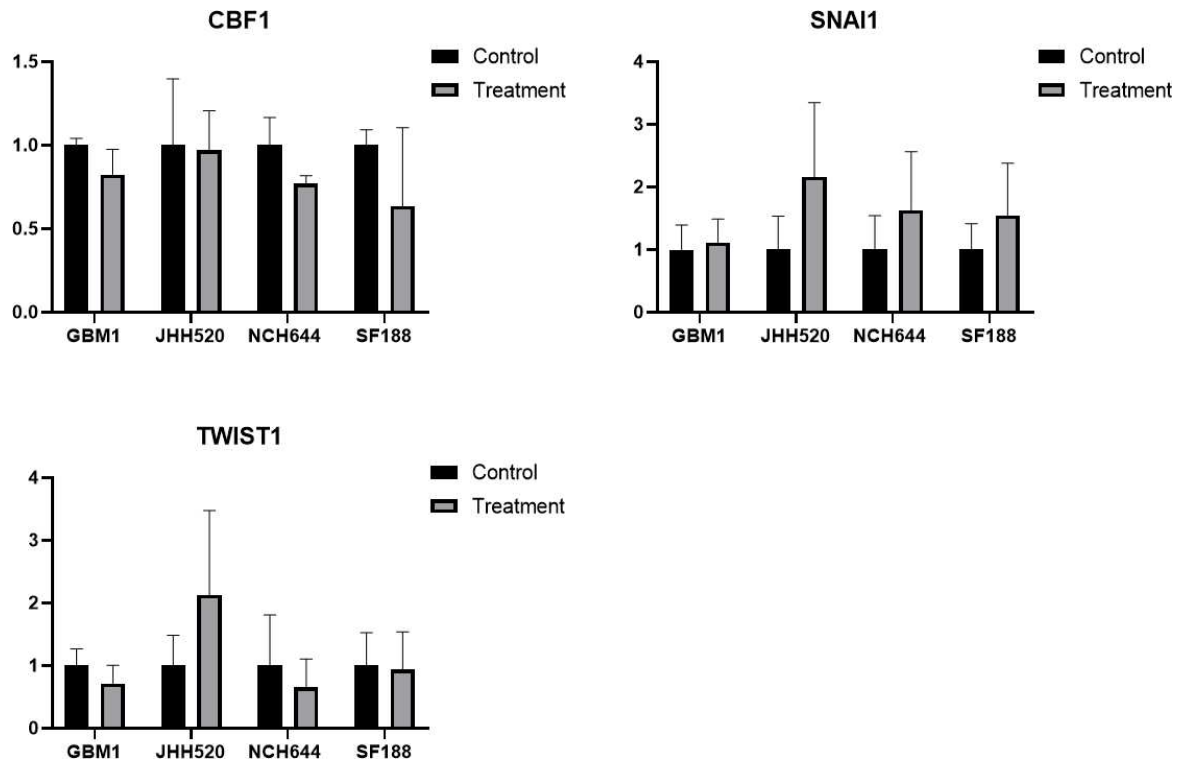 CBF1
1.5
1.0
0.5
0.0
GBM1 JHH520 NCH644 SF188
Control
Treatment
SNAI1
4
3
2
1
0
GBM1 JHH520 NCH644 SF188
Control
Treatment
TWIST1
4
3
2
1
0
GBM1 JHH520 NCH644 SF188
Control
Treatment